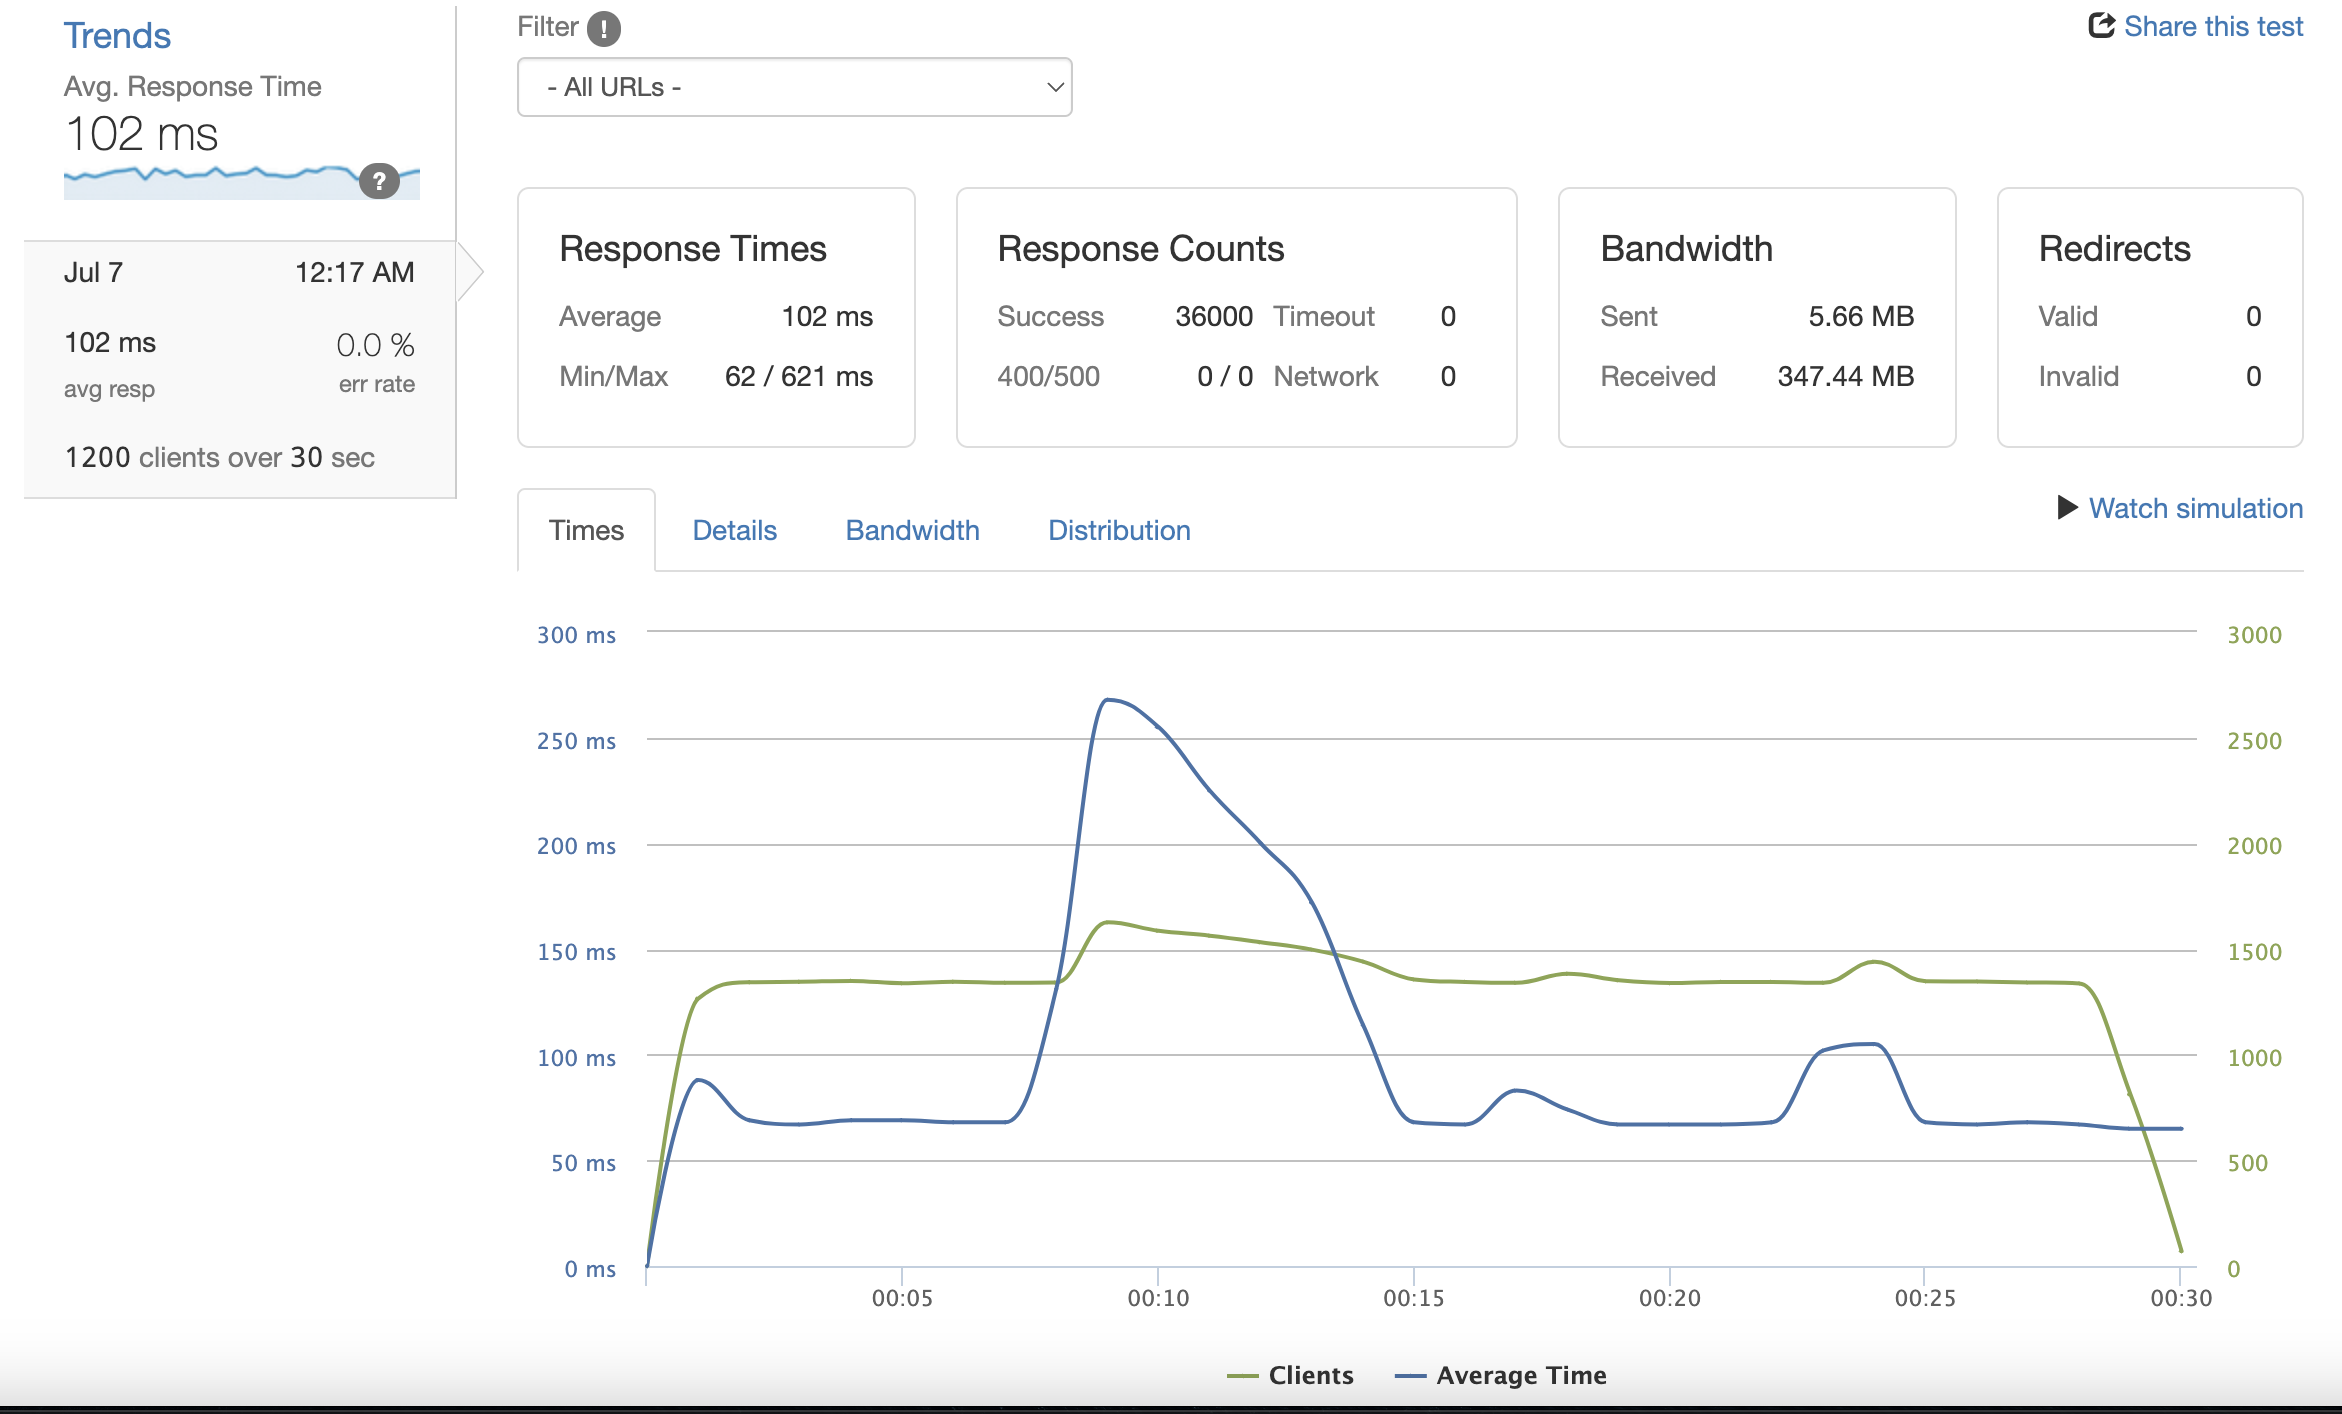 Trends
Avg. Response Time
102 ms
?
Jul 7 12:17 AM
102 ms 0.0 %
avg resp err rate
1200 clients over 30 sec
Filter !
- All URLs -
Share this test
Response Times
Average 102 ms
Min/Max 62 / 621 ms
Response Counts
Success 36000 Timeout 0
400/500 0 / 0 Network 0
Bandwidth
Sent 5.66 MB
Received 347.44 MB
Redirects
Valid 0
Invalid 0
Times Details Bandwidth Distribution
Watch simulation
300 ms 3000
250 ms 2500
200 ms 2000
150 ms 1500
100 ms 1000
50 ms 500
0 ms 0
00:05 00:10 00:15 00:20 00:25 00:30
Clients Average Time